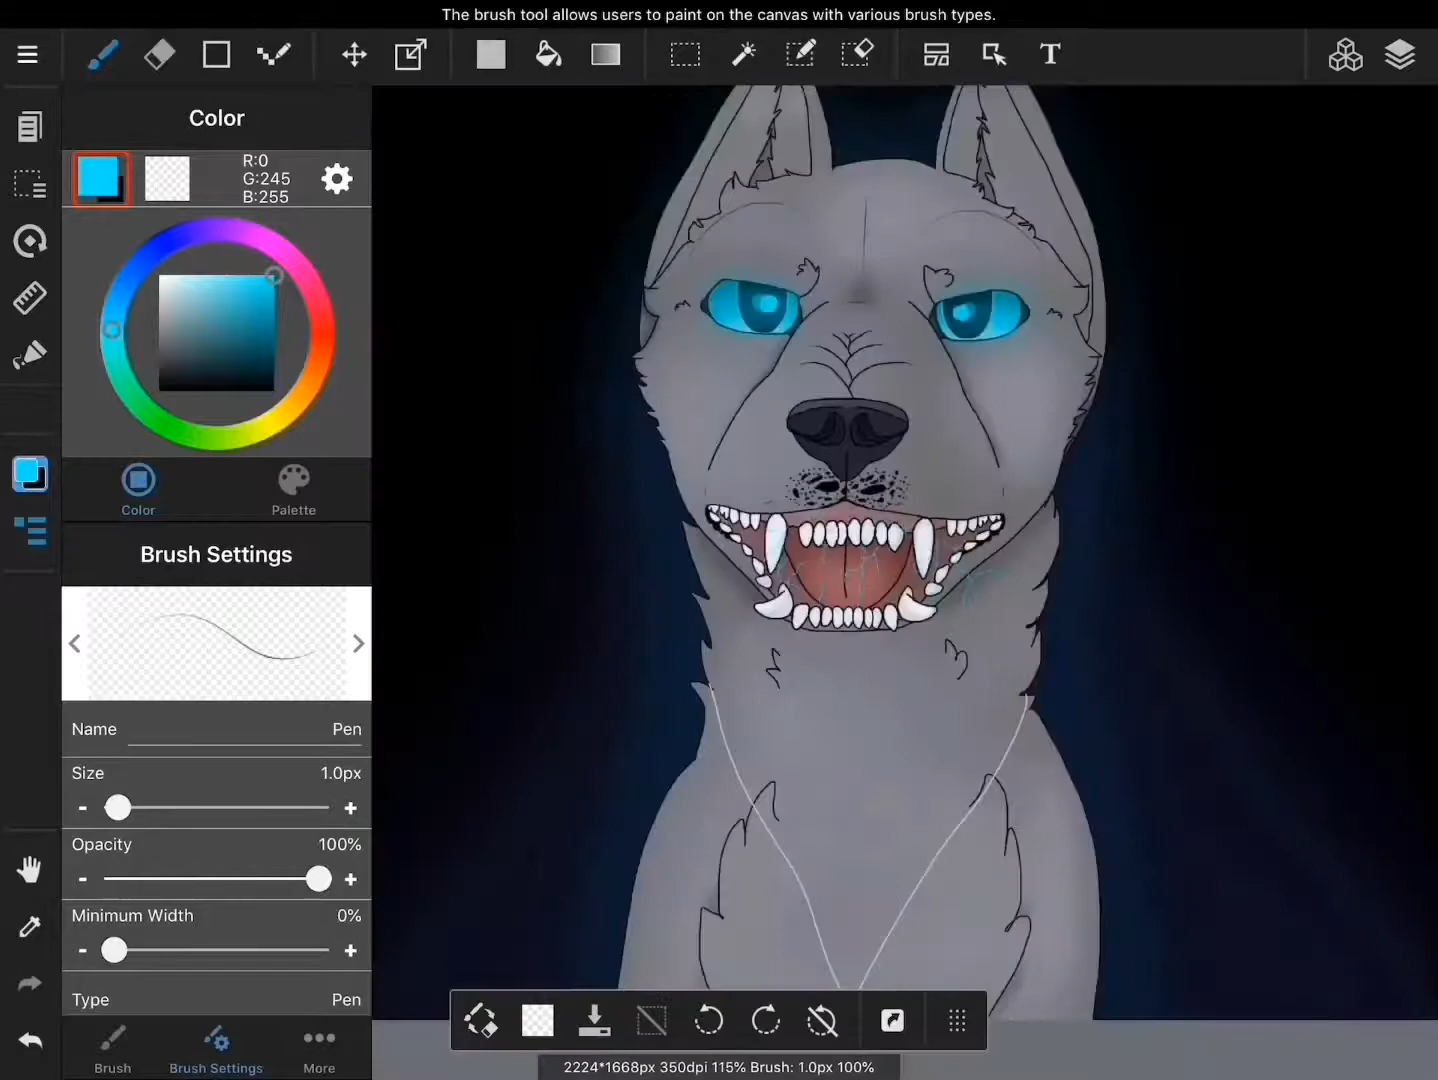 The brush tool allows users to paint on the canvas with various brush types.
T
Color
R:0
G:245
B:255
Color
Palette
Brush Settings
Name
Pen
Size
1.0px
-
+
Opacity
100%
-
+
Minimum Width
0%
-
+
Type
Pen
Brush
Brush Settings
More
2224*1668px 350dpi 115% Brush: 1.0px 100%